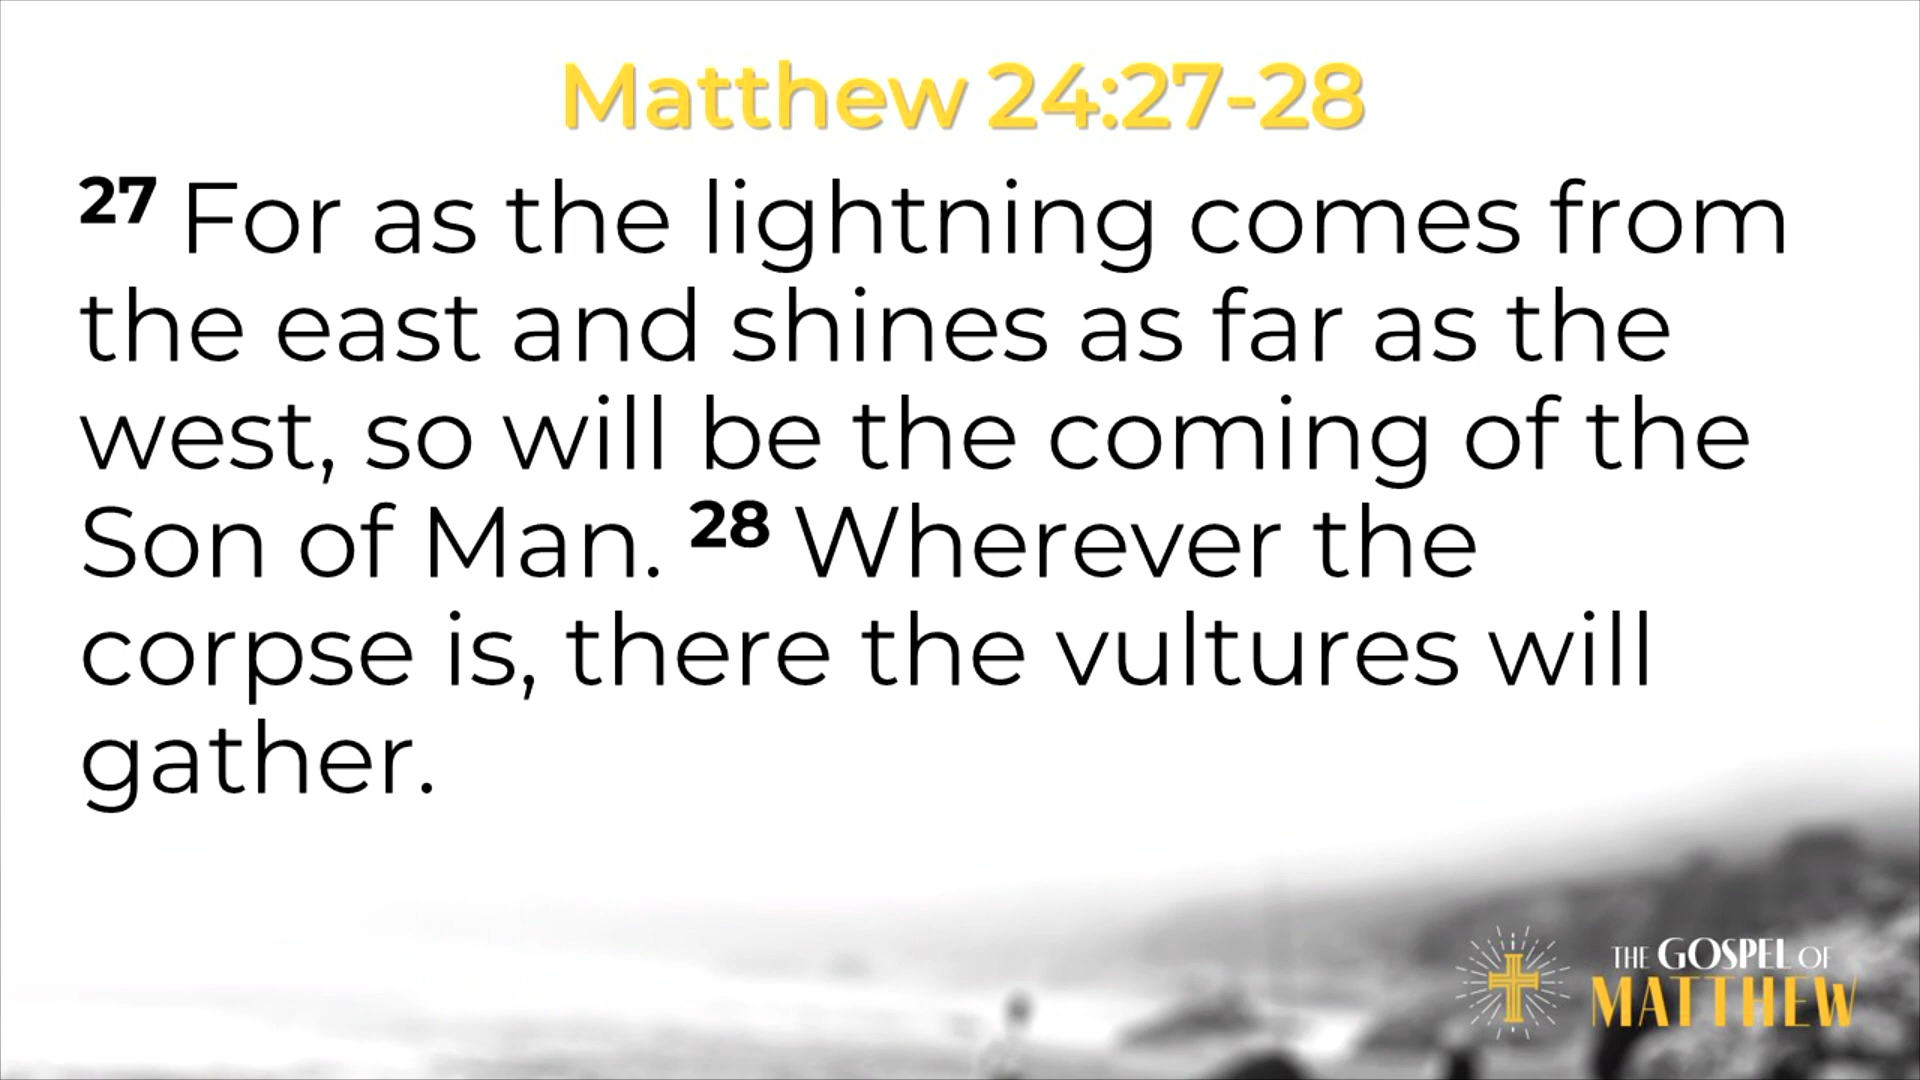 Matthew 24:27-28
27 For as the lightning comes from
the east and shines as far as the
west, so will be the coming of the
Son of Man. 28 Wherever the
corpse is, there the vultures will
gather.
THE GOSPEL OF
MATTHEW